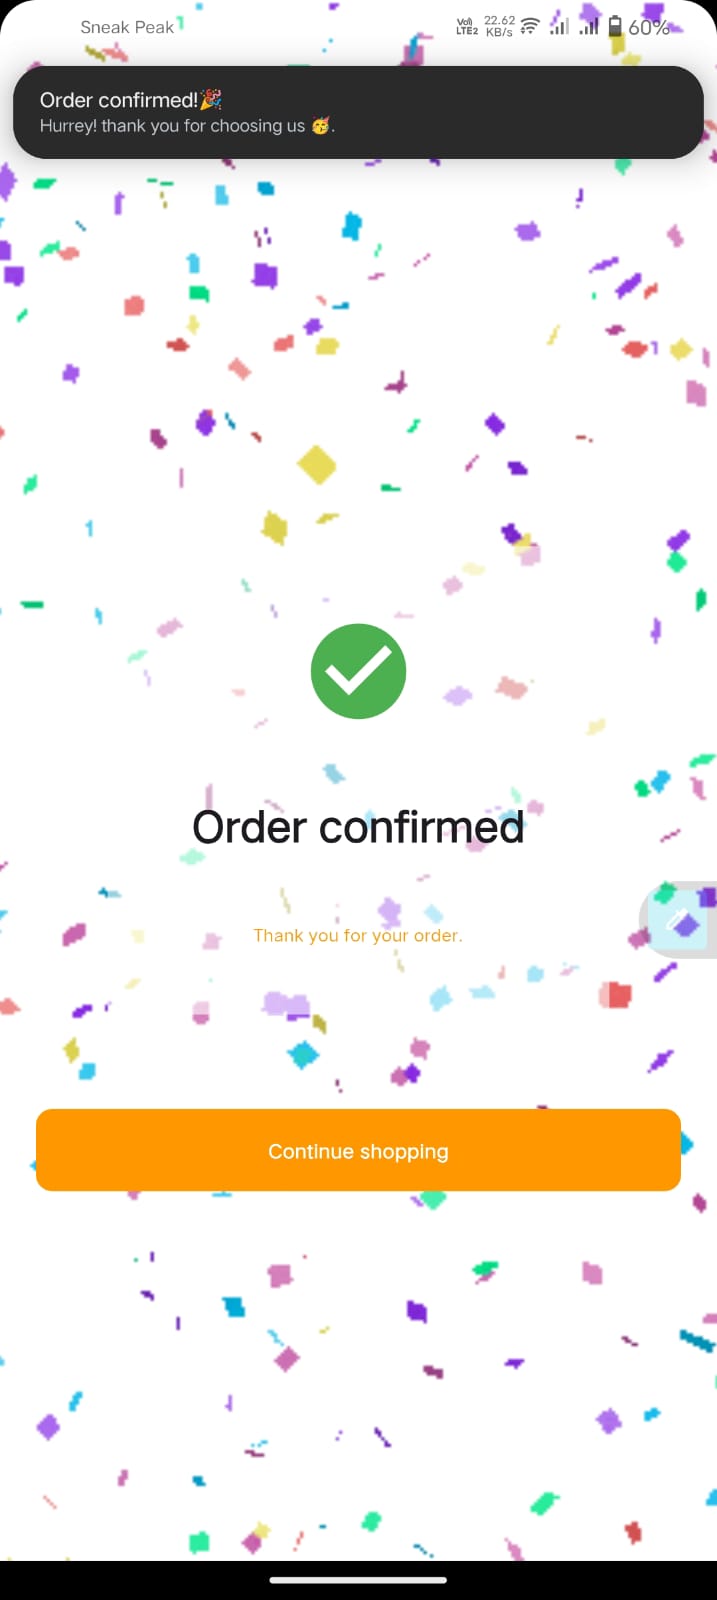 Sneak Peak
Vo) LTE2 22.62 KB/s 60%
Order confirmed!🎉
Hurrey! thank you for choosing us 🥳.
Order confirmed
Thank you for your order.
Continue shopping